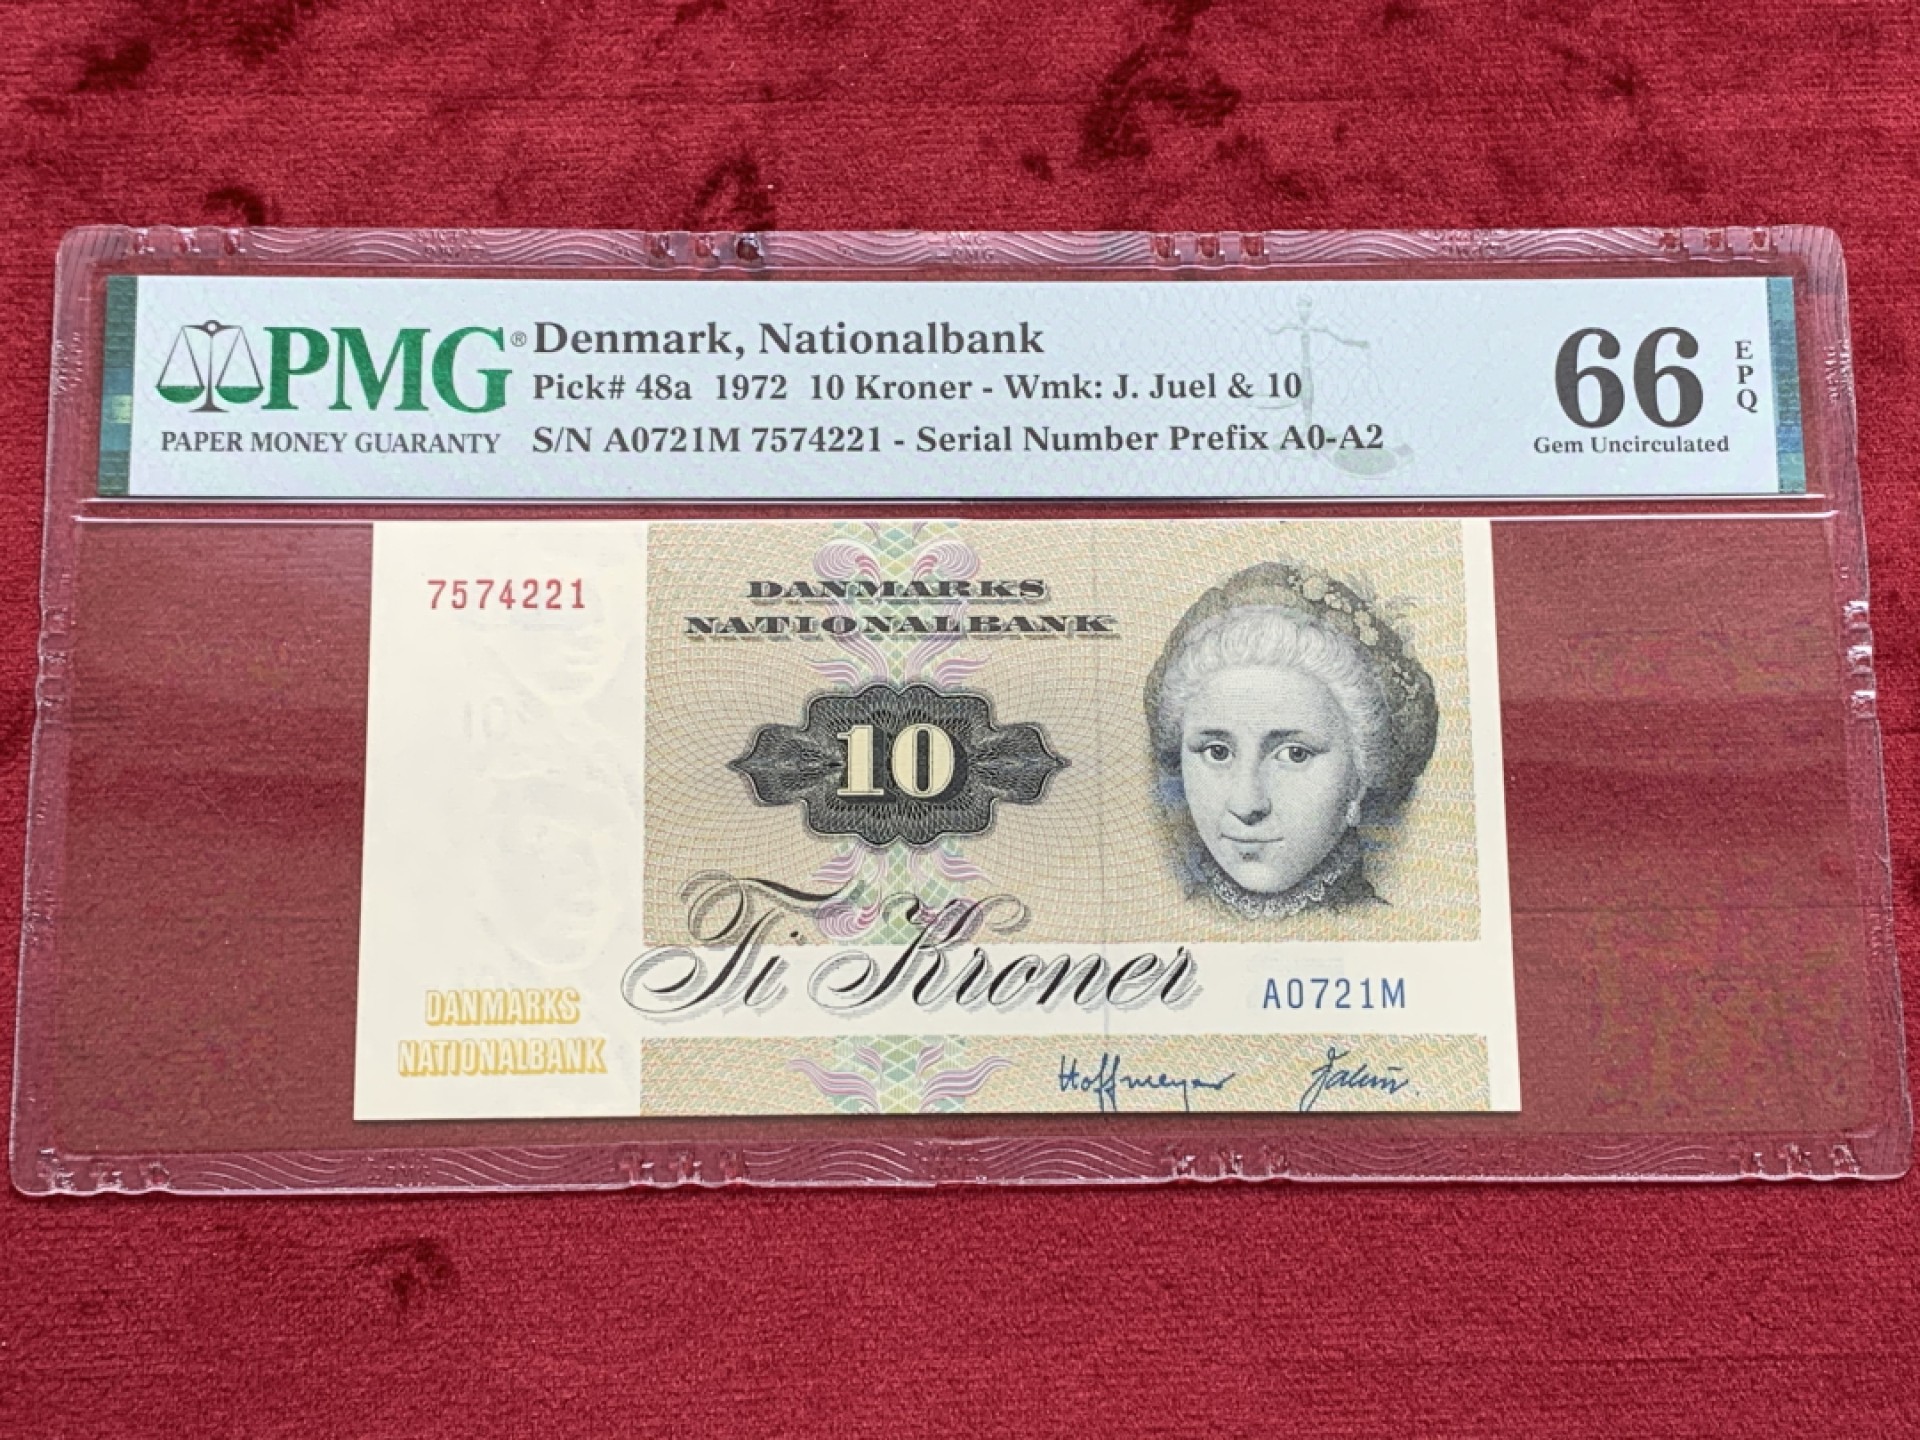 PMG®
PAPER MONEY GUARANTY
Denmark, Nationalbank
Pick# 48a 1972 10 Kroner - Wmk: J. Juel & 10
S/N A0721M 7574221 - Serial Number Prefix A0-A2
66
EPQ
Gem Uncirculated
7574221
DANMARKS
NATIONALBANK
10
Ti Kroner
A0721M
DANMARKS
NATIONALBANK
Hoffmeyer